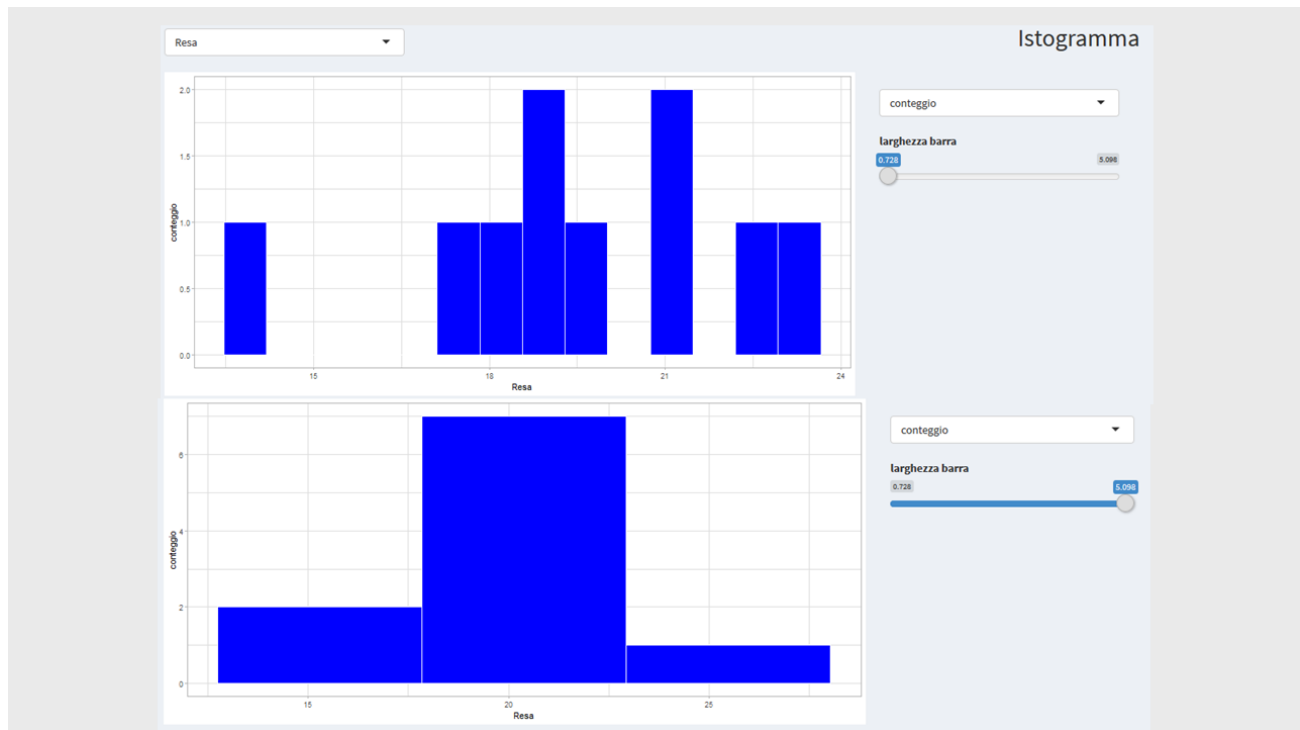 Resa
Istogramma
conteggio
larghezza barra
0.728
5.098
2.0
1.5
1.0
0.5
0.0
conteggio
15
18
21
24
Resa
conteggio
larghezza barra
0.728
5.098
6
4
2
0
conteggio
15
20
25
Resa